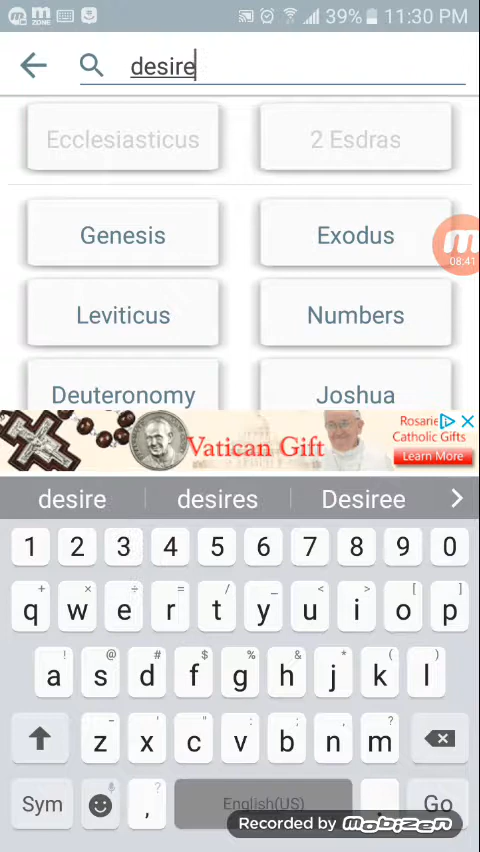 m ZONE 39% 11:30 PM
desire
Ecclesiasticus 2 Esdras
Genesis Exodus
08:41
Leviticus Numbers
Deuteronomy Joshua
Vatican Gift
Rosarie
Catholic Gifts
Learn More
desire desires Desiree
1 2 3 4 5 6 7 8 9 0
+ × ÷ = / _ < > [ ]
q w e r t y u i o p
! @ # $ % ^ & * ( )
a s d f g h j k l
- ' " : ; , ?
z x c v b n m
Sym , ? English(US) . Go
Recorded by mobizen